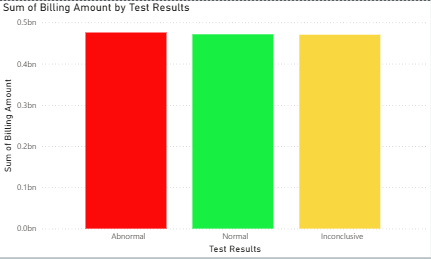 Sum of Billing Amount by Test Results
Sum of Billing Amount
0.5bn
0.4bn
0.3bn
0.2bn
0.1bn
0.0bn
Abnormal Normal Inconclusive
Test Results